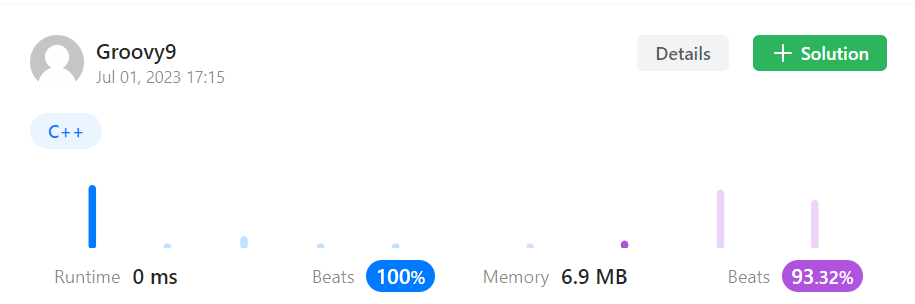 Groovy9
Details
+ Solution
Jul 01, 2023 17:15
C++
Runtime 0 ms Beats 100% Memory 6.9 MB Beats 93.32%